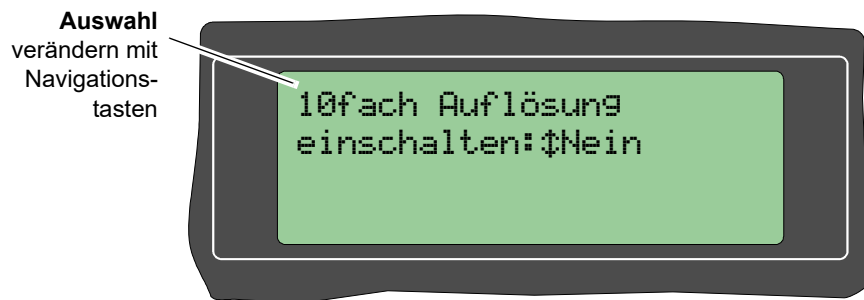 Auswahl
verändern mit
Navigations-
tasten
10fach Auflösung
einschalten:↕Nein